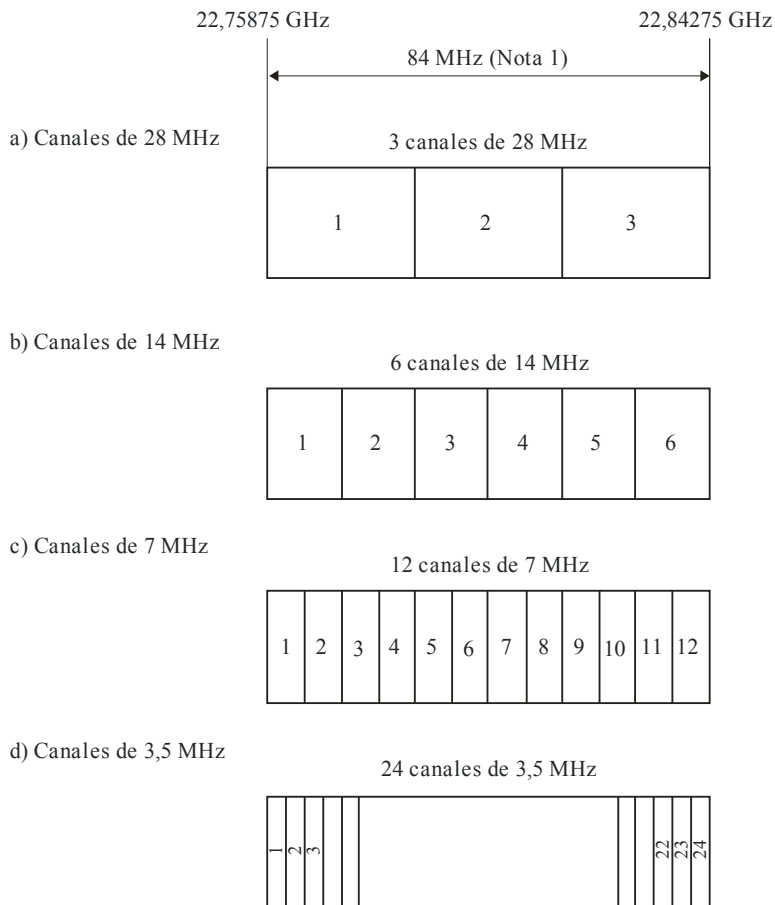 22,75875 GHz 22,84275 GHz
84 MHz (Nota 1)
a) Canales de 28 MHz
3 canales de 28 MHz
1 2 3
b) Canales de 14 MHz
6 canales de 14 MHz
1 2 3 4 5 6
c) Canales de 7 MHz
12 canales de 7 MHz
1 2 3 4 5 6 7 8 9 10 11 12
d) Canales de 3,5 MHz
24 canales de 3,5 MHz
1 2 3 22 23 24